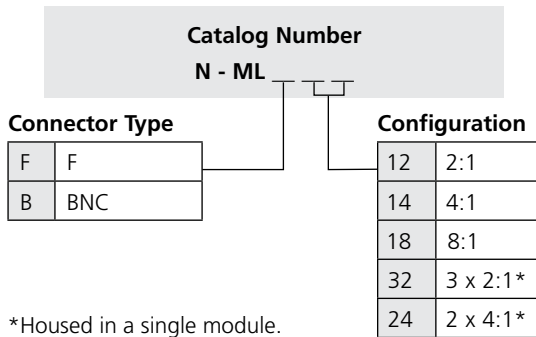 Catalog Number
N - ML _ _ _
Connector Type
F F
B BNC
Configuration
12 2:1
14 4:1
18 8:1
32 3 x 2:1*
24 2 x 4:1*
*Housed in a single module.